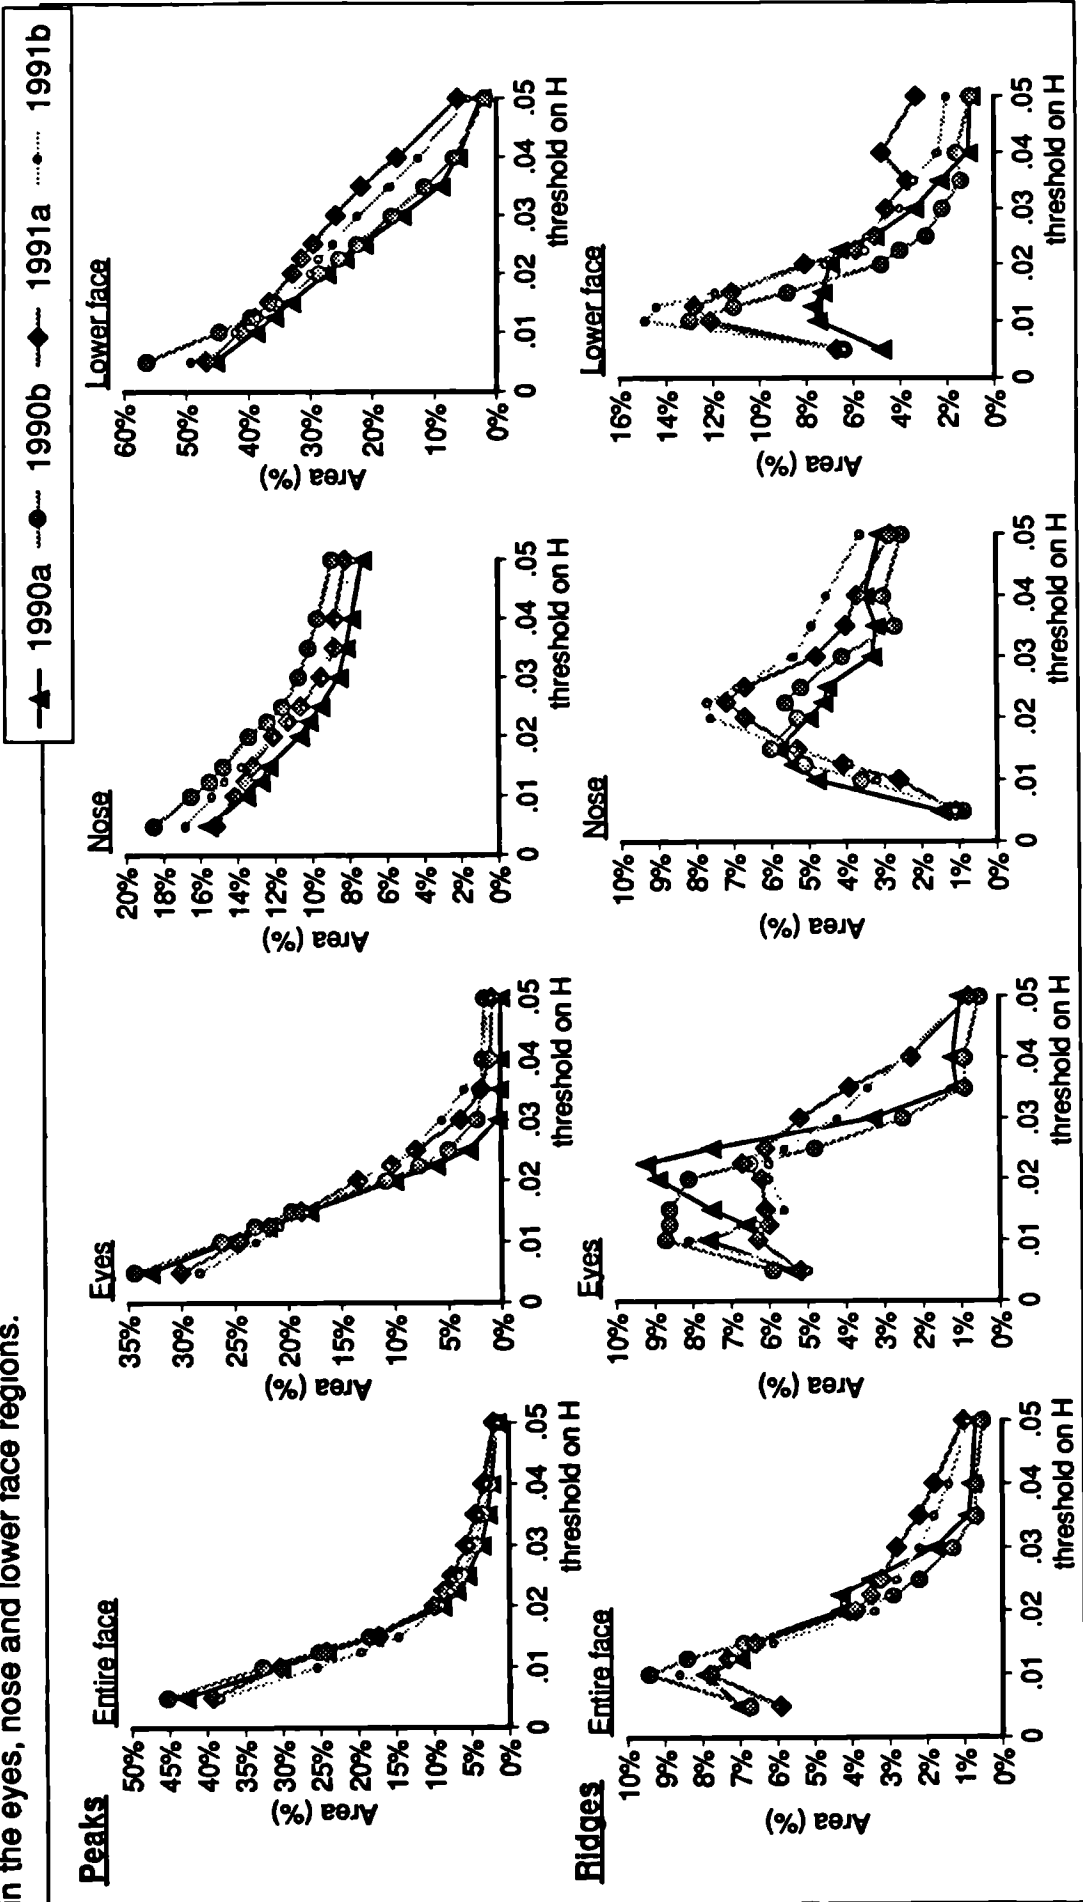 in the eyes, nose and lower face regions.
1990a 1990b 1991a 1991b
Peaks
Entire face
50%
45%
40%
35%
30%
25%
20%
15%
10%
5%
0%
Area (%)
0 .01 .02 .03 .04 .05
threshold on H
Eyes
35%
30%
25%
20%
15%
10%
5%
0%
Area (%)
0 .01 .02 .03 .04 .05
threshold on H
Nose
20%
18%
16%
14%
12%
10%
8%
6%
4%
2%
0%
Area (%)
0 .01 .02 .03 .04 .05
threshold on H
Lower face
60%
50%
40%
30%
20%
10%
0%
Area (%)
0 .01 .02 .03 .04 .05
threshold on H
Ridges
Entire face
10%
9%
8%
7%
6%
5%
4%
3%
2%
1%
0%
Area (%)
0 .01 .02 .03 .04 .05
threshold on H
Eyes
10%
9%
8%
7%
6%
5%
4%
3%
2%
1%
0%
Area (%)
0 .01 .02 .03 .04 .05
threshold on H
Nose
10%
9%
8%
7%
6%
5%
4%
3%
2%
1%
0%
Area (%)
0 .01 .02 .03 .04 .05
threshold on H
Lower face
16%
14%
12%
10%
8%
6%
4%
2%
0%
Area (%)
0 .01 .02 .03 .04 .05
threshold on H